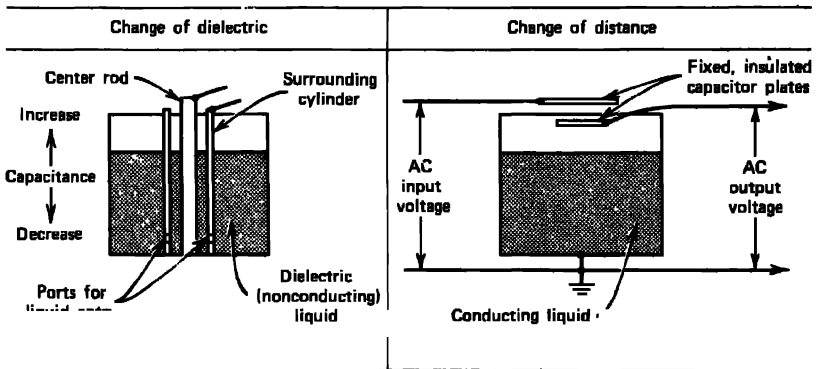 Change of dielectric
Center rod
Surrounding
cylinder
Increase
Capacitance
Decrease
Ports for
liquid
Dielectric
(nonconducting)
liquid
Change of distance
Fixed, insulated
capacitor plates
AC
input
voltage
AC
output
voltage
Conducting liquid